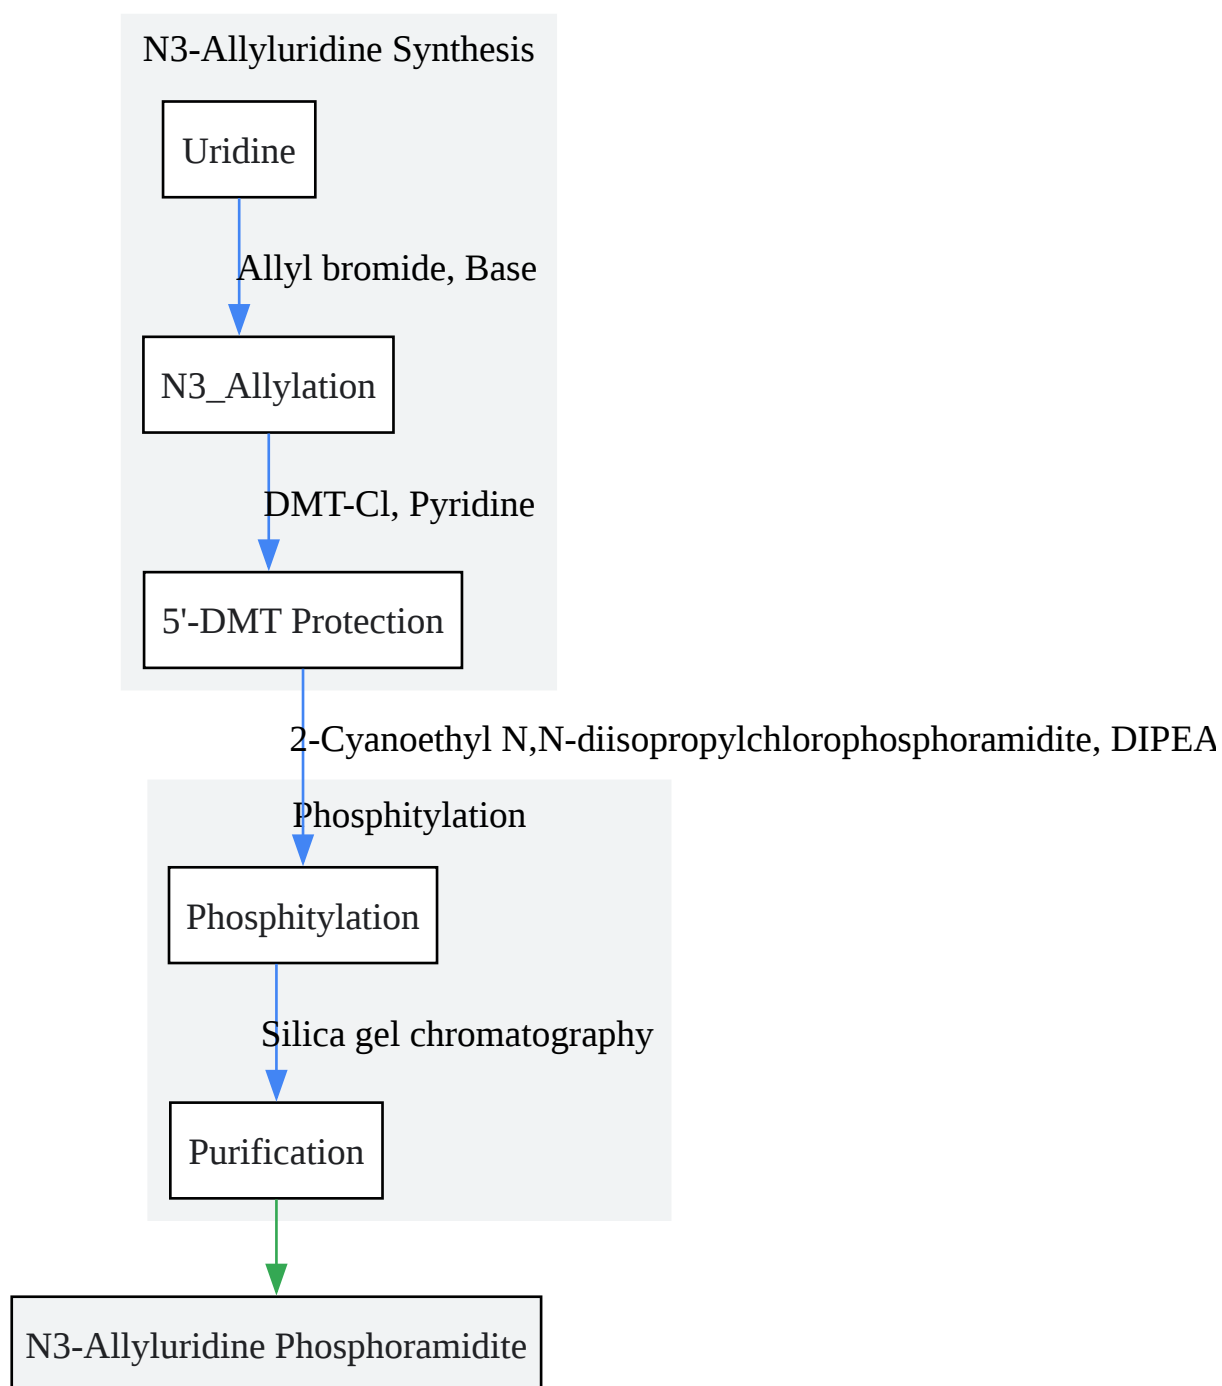 N3-Allyluridine Synthesis
Uridine
Allyl bromide, Base
N3_Allylation
DMT-Cl, Pyridine
5'-DMT Protection
2-Cyanoethyl N,N-diisopropylchlorophosphoramidite, DIPEA
Phosphitylation
Phosphitylation
Silica gel chromatography
Purification
N3-Allyluridine Phosphoramidite